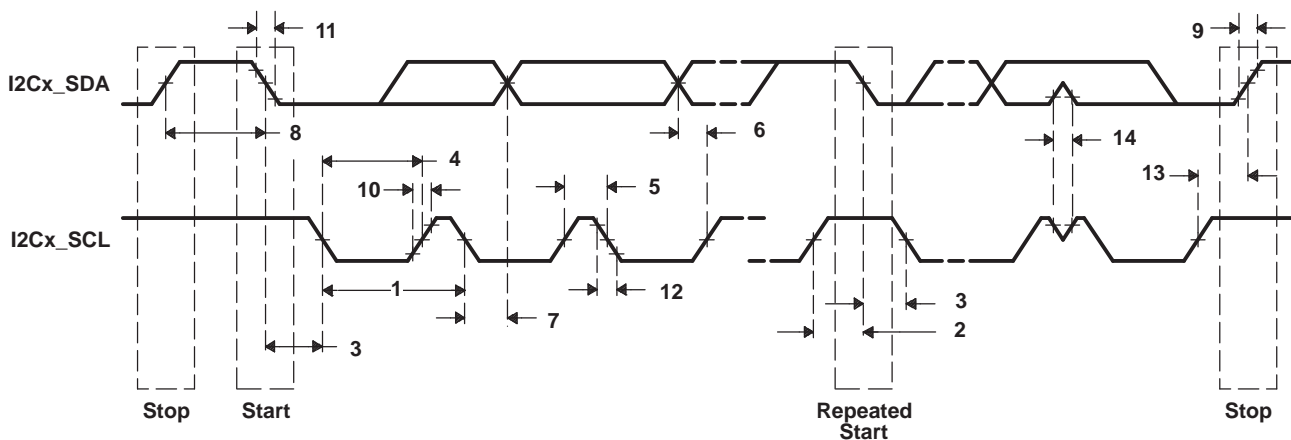 11
9
I2Cx_SDA
8
6
14
4
10
5
13
I2Cx_SCL
1
12
3
7
3
2
Stop
Start
Repeated
Start
Stop